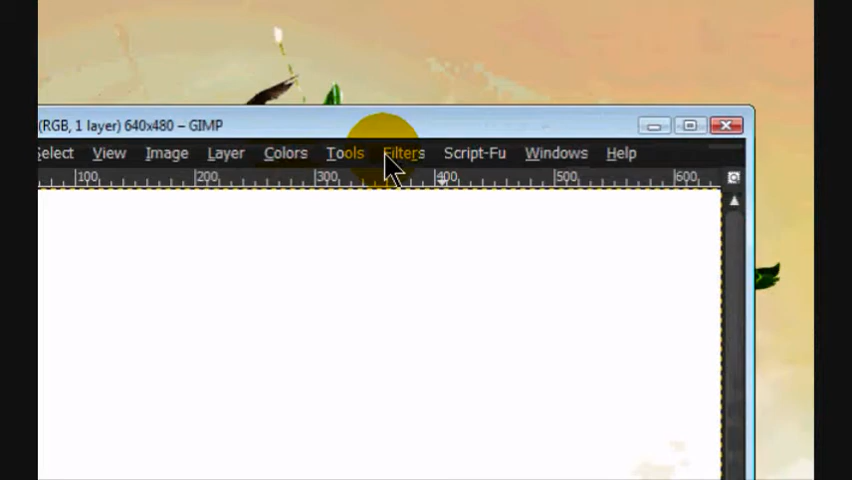 (RGB, 1 layer) 640x480 – GIMP
Select View Image Layer Colors Tools Filters Script-Fu Windows Help
100 200 300 400 500 600